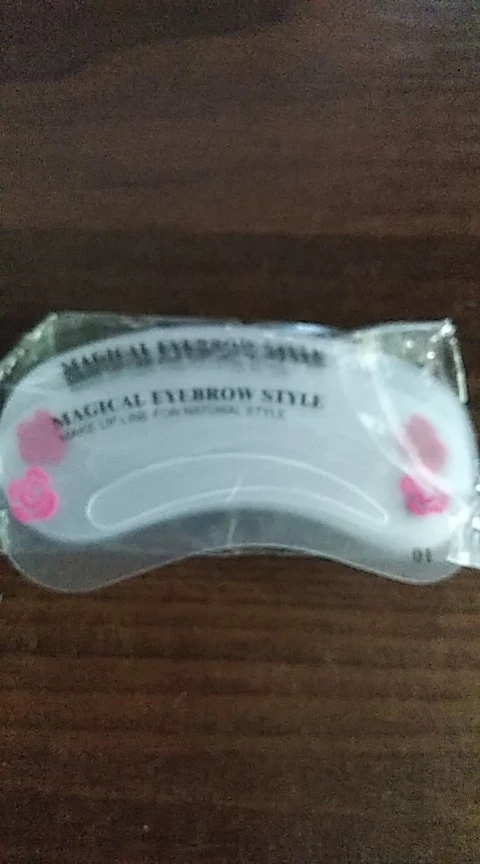 MAGICAL EYEBROW STYLE
MAGICAL EYEBROW STYLE
MAKE UP LINE FOR NATURAL STYLE
01